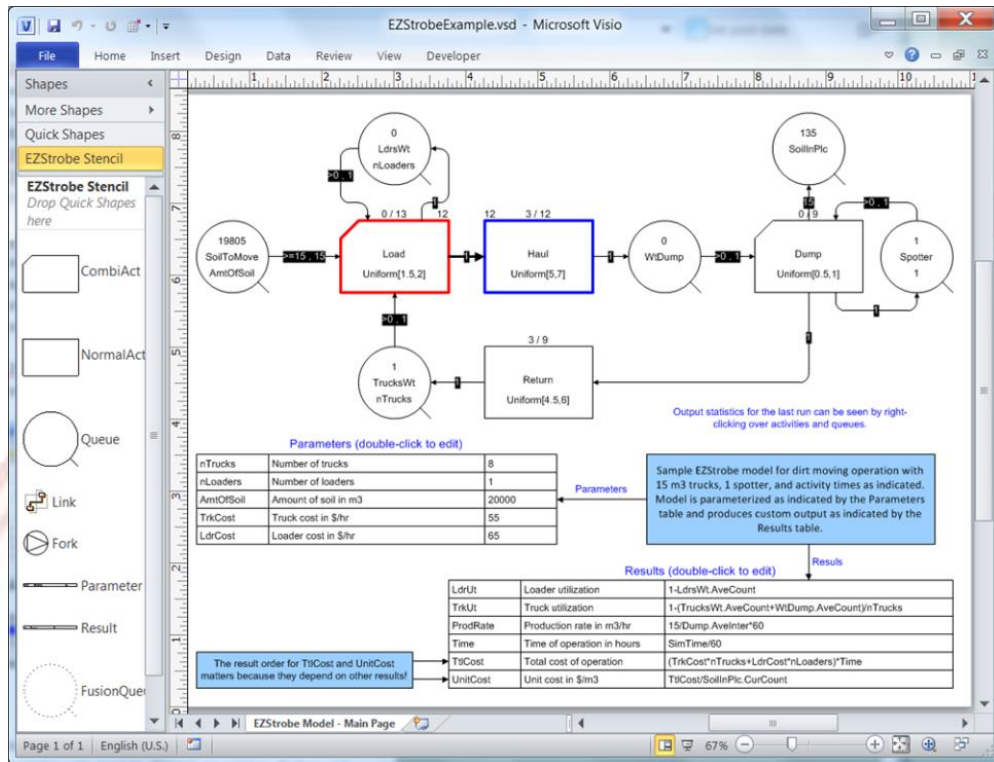 EZStrobeExample.vsd - Microsoft Visio
File Home Insert Design Data Review View Developer
Shapes
More Shapes
Quick Shapes
EZStrobe Stencil
EZStrobe Stencil
Drop Quick Shapes
here
CombiAct
NormalAct
Queue
Link
Fork
Parameter
Result
FusionQue
1 2 3 4 5 6 7 8 9 10
0
LdrsWt
nLoaders
>0 , 1
1
19805
SoilToMove
AmtOfSoil
>=15 , 15
0 / 13 12
Load
Uniform[1.5,2]
1
12 3 / 12
Haul
Uniform[5,7]
1
0
WtDump
>0 , 1
135
SoilInPlc
15
0 / 9
Dump
Uniform[0.5,1]
>0 , 1
1
Spotter
1
1
1
>0 , 1
1
TrucksWt
nTrucks
1
3 / 9
Return
Uniform[4.5,6]
Output statistics for the last run can be seen by right-
clicking over activities and queues.
Parameters (double-click to edit)
nTrucks Number of trucks 8
nLoaders Number of loaders 1
AmtOfSoil Amount of soil in m3 20000
TrkCost Truck cost in $/hr 55
LdrCost Loader cost in $/hr 65
Parameters
Sample EZStrobe model for dirt moving operation with
15 m3 trucks, 1 spotter, and activity times as indicated.
Model is parameterized as indicated by the Parameters
table and produces custom output as indicated by the
Results table.
Resuls
Results (double-click to edit)
LdrUt Loader utilization 1-LdrsWt.AveCount
TrkUt Truck utilization 1-(TrucksWt.AveCount+WtDump.AveCount)/nTrucks
ProdRate Production rate in m3/hr 15/Dump.AveInter*60
Time Time of operation in hours SimTime/60
TtlCost Total cost of operation (TrkCost*nTrucks+LdrCost*nLoaders)*Time
UnitCost Unit cost in $/m3 TtlCost/SoilInPlc.CurCount
The result order for TtlCost and UnitCost
matters because they depend on other results!
EZStrobe Model - Main Page
Page 1 of 1 English (U.S.) 67%